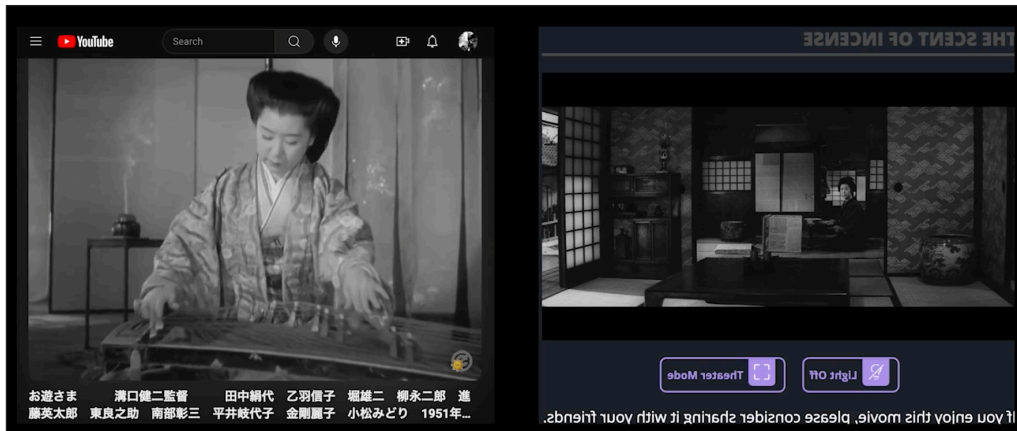 YouTube
Search
お遊さま 溝口健二監督 田中絹代 乙羽信子 堀雄二 柳永二郎 進
藤英太郎 東良之助 南部彰三 平井岐代子 金剛麗子 小松みどり 1951年...
THE SCENT OF INCENSE
Theater Mode
Light Off
If you enjoy this movie, please consider sharing it with your friends.